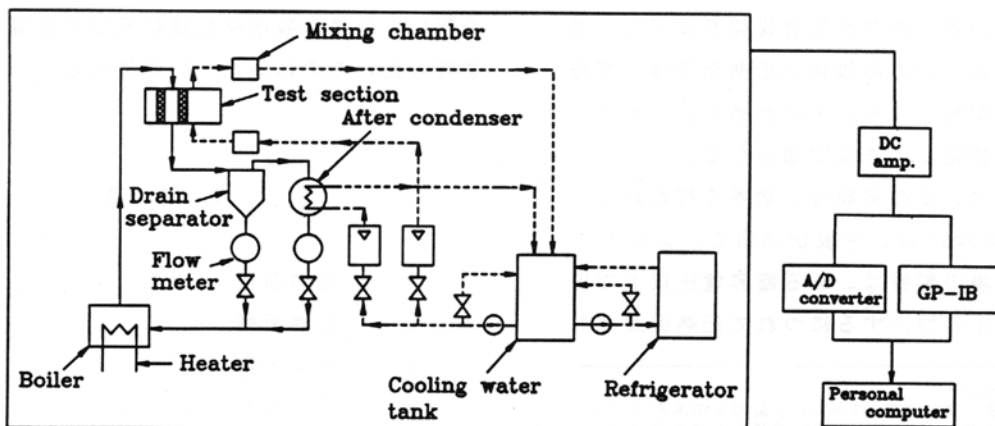 Mixing chamber
Test section
After condenser
Drain
separator
Flow
meter
Boiler
Heater
Cooling water
tank
Refrigerator
DC
amp.
A/D
converter
GP-IB
Personal
computer